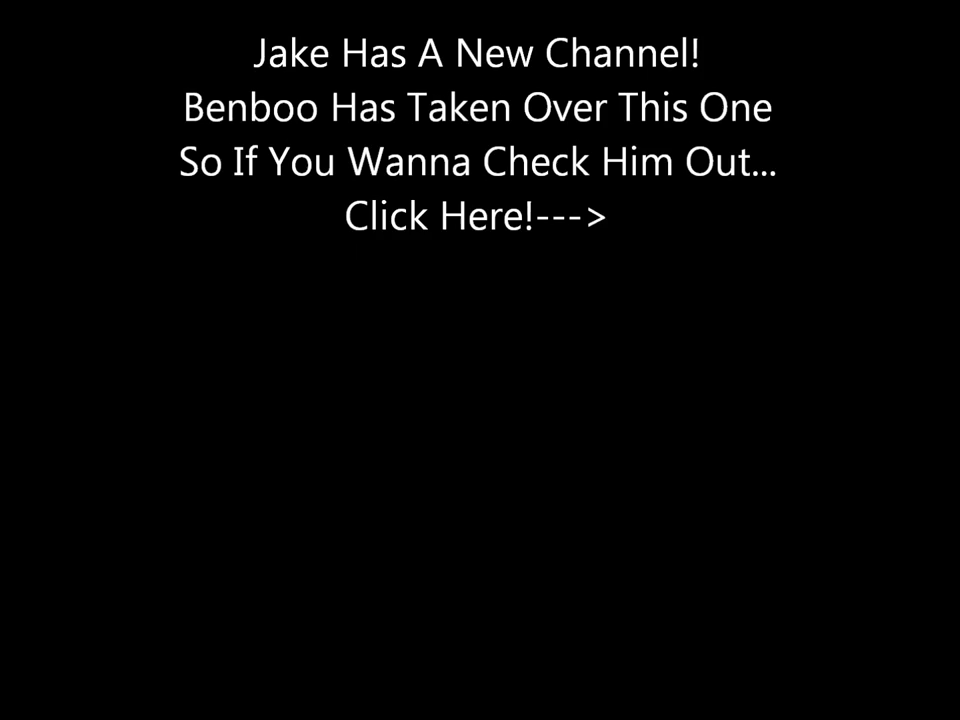 Jake Has A New Channel!
Benboo Has Taken Over This One
So If You Wanna Check Him Out...
Click Here!--->